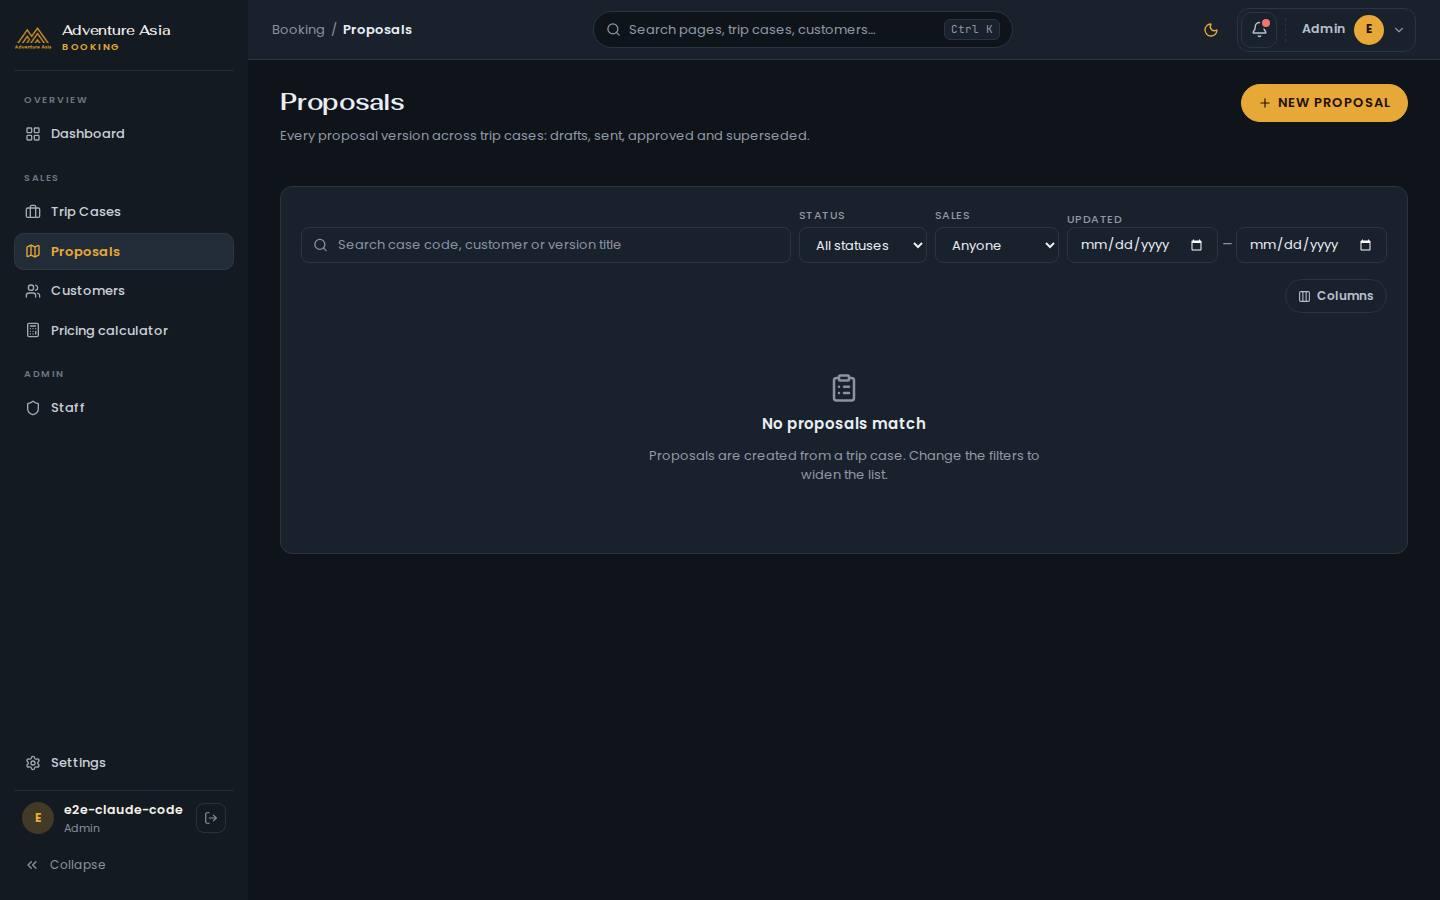 Adventure Asia
BOOKING
Adventure Asia
Booking / Proposals
Search pages, trip cases, customers…
Ctrl K
Admin
E
OVERVIEW
Dashboard
SALES
Trip Cases
Proposals
Customers
Pricing calculator
ADMIN
Staff
Settings
E
e2e-claude-code
Admin
Collapse
Proposals
Every proposal version across trip cases: drafts, sent, approved and superseded.
NEW PROPOSAL
STATUS
SALES
UPDATED
Search case code, customer or version title
All statuses
Anyone
mm/dd/yyyy – mm/dd/yyyy
Columns
No proposals match
Proposals are created from a trip case. Change the filters to
widen the list.